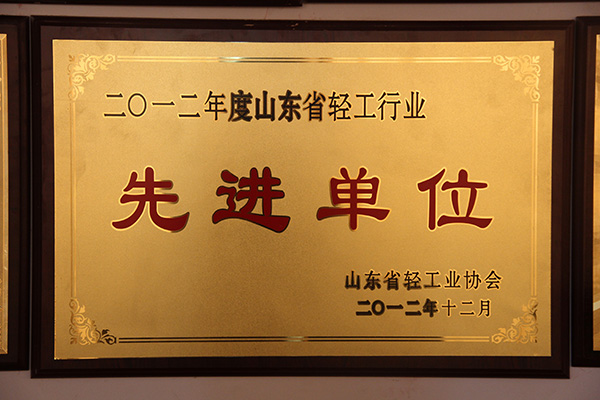 二〇一二年度山东省轻工行业
先进单位
山东省轻工业协会
二〇一二年十二月